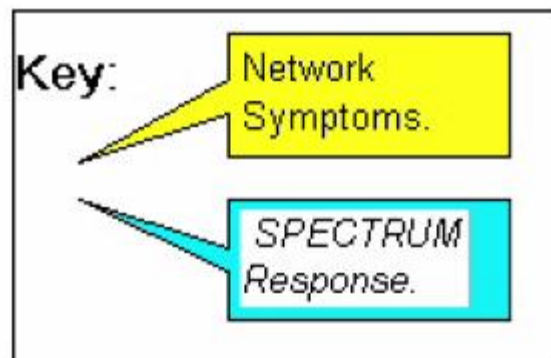 Key:
Network
Symptoms.
SPECTRUM
Response.